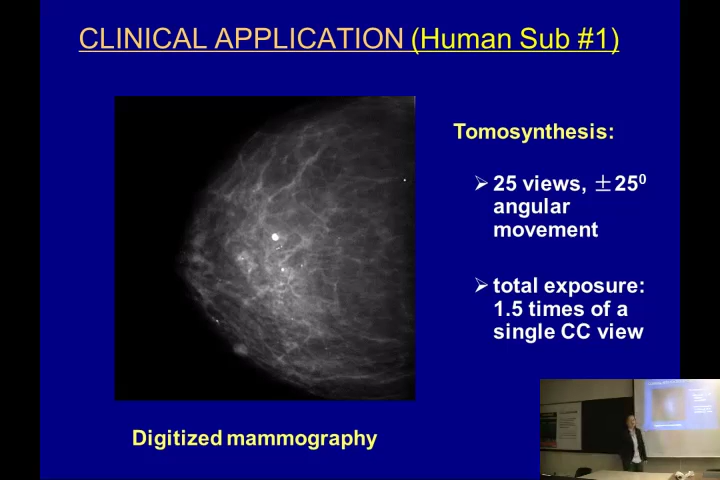 CLINICAL APPLICATION (Human Sub #1)
Tomosynthesis:
➢ 25 views, ±25⁰
angular
movement
➢ total exposure:
1.5 times of a
single CC view
Digitized mammography